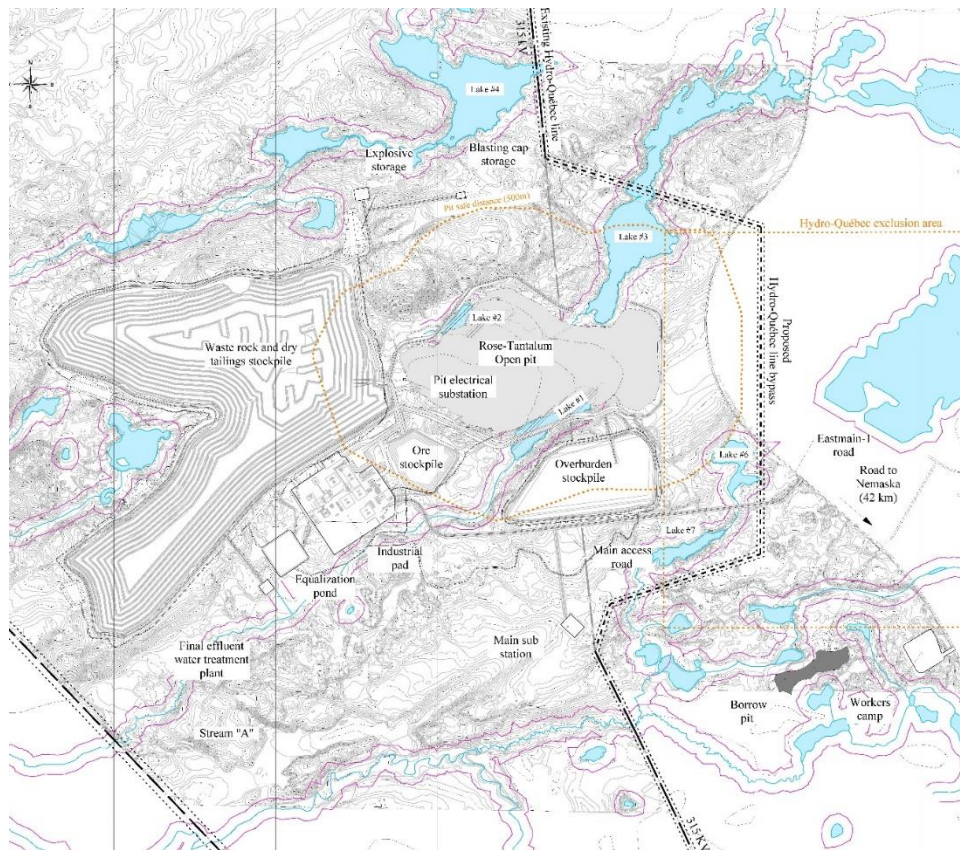 315 kV
Existing Hydro-Québec line
N
Lake #4
Explosive
storage
Blasting cap
storage
Pit safe distance (500m)
Lake #3
Hydro-Québec exclusion area
Lake #2
Waste rock and dry
tailings stockpile
Rose-Tantalum
Open pit
Pit electrical
substation
Proposed
Hydro-Québec line bypass
Lake #1
Ore
stockpile
Overburden
stockpile
Lake #6
Eastmain-1
road
Road to
Nemaska
(42 km)
Lake #7
Industrial
pad
Main access
road
Equalization
pond
Final effluent
water treatment
plant
Main sub
station
Stream "A"
Borrow
pit
Workers
camp
315 KV